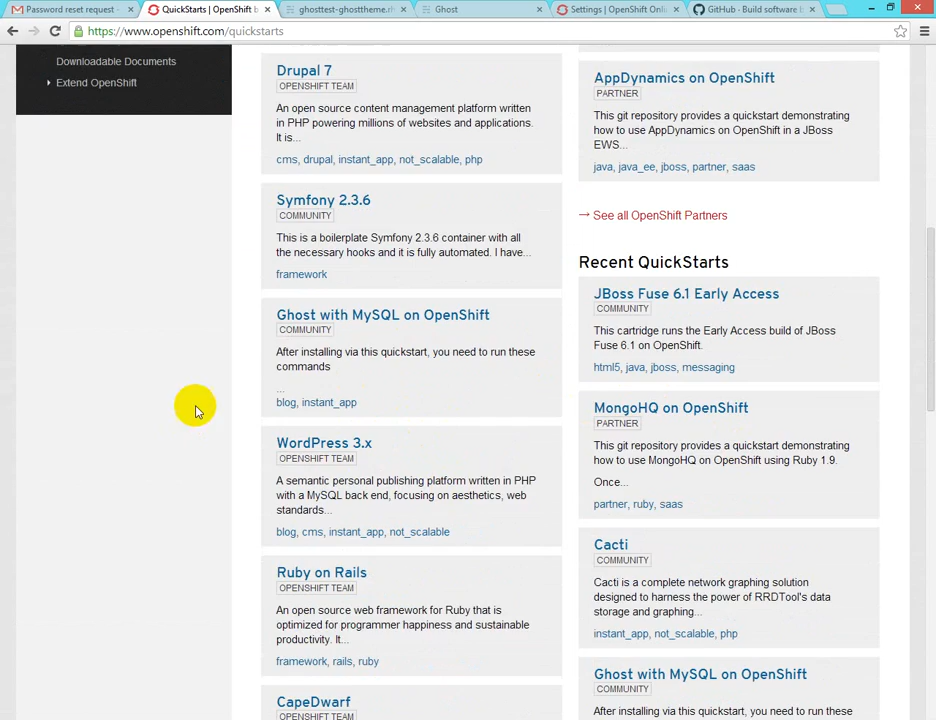 Password reset request -
QuickStarts | OpenShift b
ghosttest-ghosttheme.rh
Ghost
Settings | OpenShift Onli
GitHub · Build software b
https://www.openshift.com/quickstarts
Downloadable Documents
Extend OpenShift
Drupal 7
OPENSHIFT TEAM
An open source content management platform written
in PHP powering millions of websites and applications.
It is...
cms, drupal, instant_app, not_scalable, php
Symfony 2.3.6
COMMUNITY
This is a boilerplate Symfony 2.3.6 container with all
the necessary hooks and it is fully automated. I have...
framework
Ghost with MySQL on OpenShift
COMMUNITY
After installing via this quickstart, you need to run these
commands
...
blog, instant_app
WordPress 3.x
OPENSHIFT TEAM
A semantic personal publishing platform written in PHP
with a MySQL back end, focusing on aesthetics, web
standards...
blog, cms, instant_app, not_scalable
Ruby on Rails
OPENSHIFT TEAM
An open source web framework for Ruby that is
optimized for programmer happiness and sustainable
productivity. It...
framework, rails, ruby
CapeDwarf
OPENSHIFT TEAM
AppDynamics on OpenShift
PARTNER
This git repository provides a quickstart demonstrating
how to use AppDynamics on OpenShift in a JBoss
EWS...
java, java_ee, jboss, partner, saas
→ See all OpenShift Partners
Recent QuickStarts
JBoss Fuse 6.1 Early Access
COMMUNITY
This cartridge runs the Early Access build of JBoss
Fuse 6.1 on OpenShift.
html5, java, jboss, messaging
MongoHQ on OpenShift
PARTNER
This git repository provides a quickstart demonstrating
how to use MongoHQ on OpenShift using Ruby 1.9.
Once...
partner, ruby, saas
Cacti
COMMUNITY
Cacti is a complete network graphing solution
designed to harness the power of RRDTool's data
storage and graphing...
instant_app, not_scalable, php
Ghost with MySQL on OpenShift
COMMUNITY
After installing via this quickstart, you need to run these